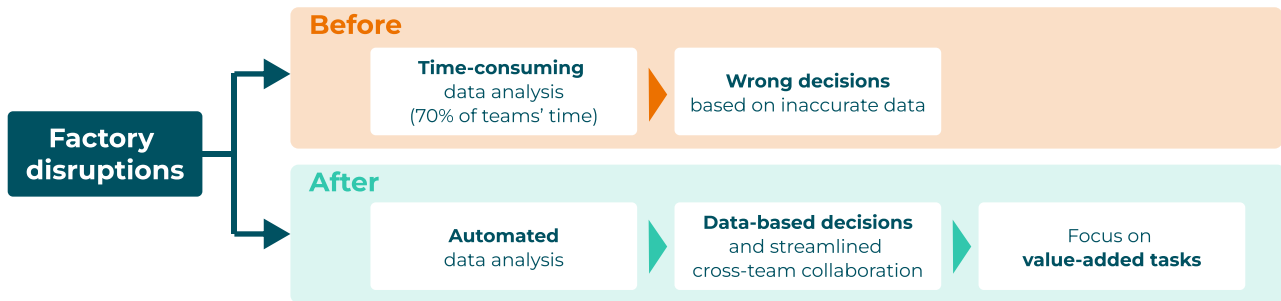 Factory
disruptions
Before
Time-consuming
data analysis
(70% of teams’ time)
Wrong decisions
based on inaccurate data
After
Automated
data analysis
Data-based decisions
and streamlined
cross-team collaboration
Focus on
value-added tasks